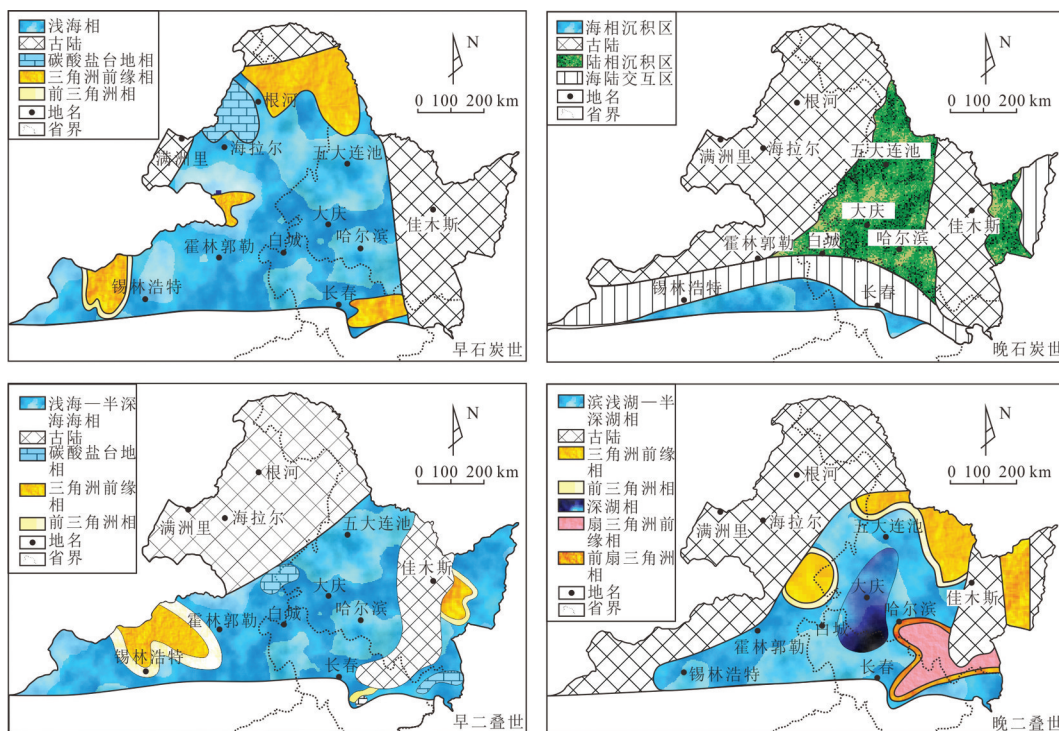 浅海相
古陆
碳酸盐台地相
三角洲前缘相
前三角洲相
地名
省界
N
0 100 200 km
根河
满洲里
海拉尔
五大连池
大庆
佳木斯
霍林郭勒
白城
哈尔滨
锡林浩特
长春
早石炭世
海相沉积区
古陆
陆相沉积区
海陆交互区
地名
省界
N
0 100 200 km
根河
满洲里
海拉尔
五大连池
大庆
佳木斯
霍林郭勒
白城
哈尔滨
锡林浩特
长春
晚石炭世
浅海—半深
海海相
古陆
碳酸盐台地
相
三角洲前缘
相
前三角洲相
地名
省界
N
0 100 200 km
根河
满洲里
海拉尔
五大连池
佳木斯
大庆
霍林郭勒
白城
哈尔滨
锡林浩特
长春
早二叠世
滨浅湖—半
深湖相
古陆
三角洲前缘相
前三角洲相
深湖相
扇三角洲前
缘相
前扇三角洲
相
地名
省界
N
0 100 200 km
根河
满洲里
海拉尔
五大连池
大庆
佳木斯
哈尔滨
白城
霍林郭勒
锡林浩特
长春
晚二叠世